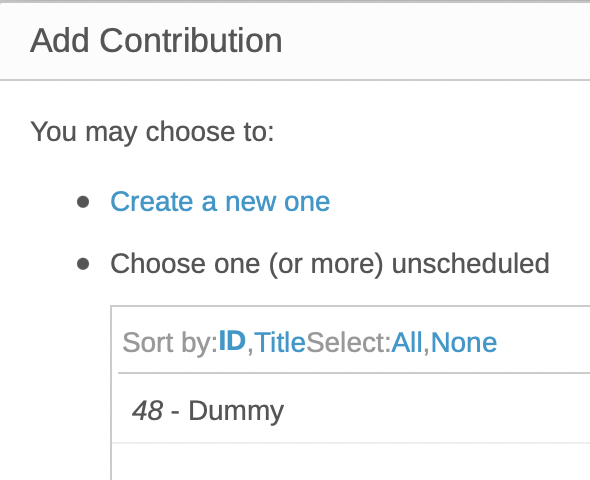 Add Contribution
You may choose to:
Create a new one
Choose one (or more) unscheduled
Sort by:ID,TitleSelect:All,None
48 - Dummy